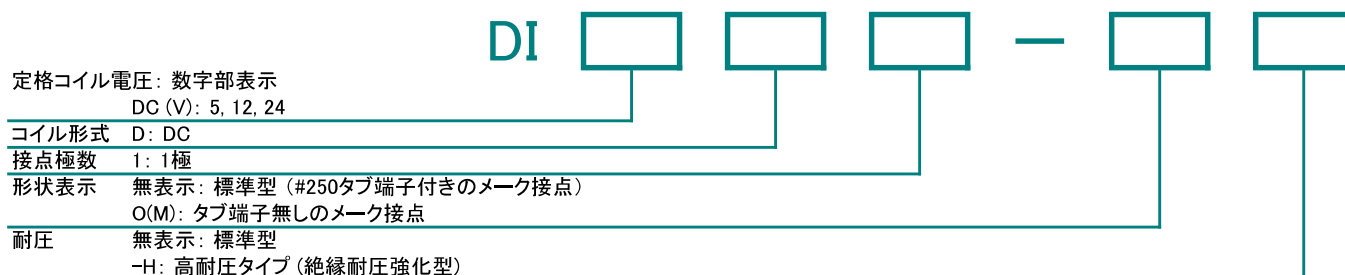 DI —
定格コイル電圧: 数字部表示
DC (V): 5, 12, 24
コイル形式 D: DC
接点極数 1: 1極
形状表示 無表示: 標準型 (#250タブ端子付きのメーク接点)
O(M): タブ端子無しのメーク接点
耐圧 無表示: 標準型
-H: 高耐圧タイプ (絶縁耐圧強化型)